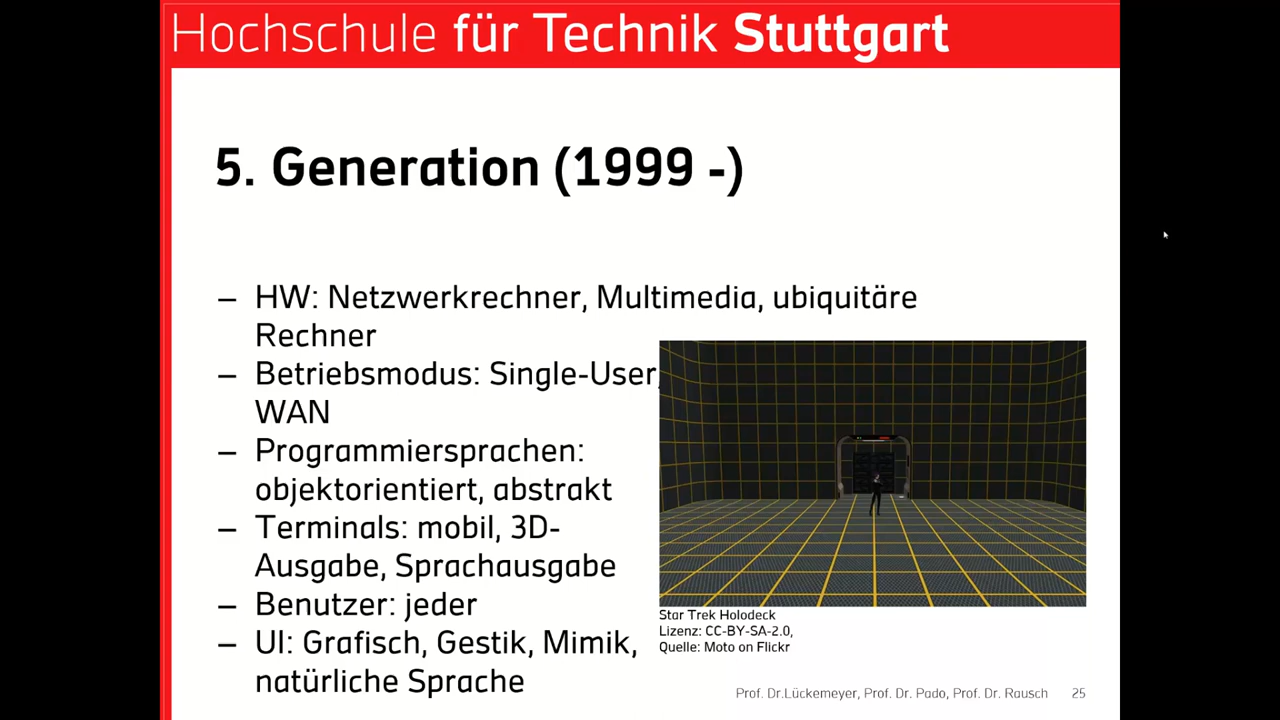 Hochschule für Technik Stuttgart
5. Generation (1999 -)
– HW: Netzwerkrechner, Multimedia, ubiquitäre
Rechner
– Betriebsmodus: Single-User,
WAN
– Programmiersprachen:
objektorientiert, abstrakt
– Terminals: mobil, 3D-
Ausgabe, Sprachausgabe
– Benutzer: jeder
– UI: Grafisch, Gestik, Mimik,
natürliche Sprache
Star Trek Holodeck
Lizenz: CC-BY-SA-2.0,
Quelle: Moto on Flickr
Prof. Dr.Lückemeyer, Prof. Dr. Pado, Prof. Dr. Rausch 25